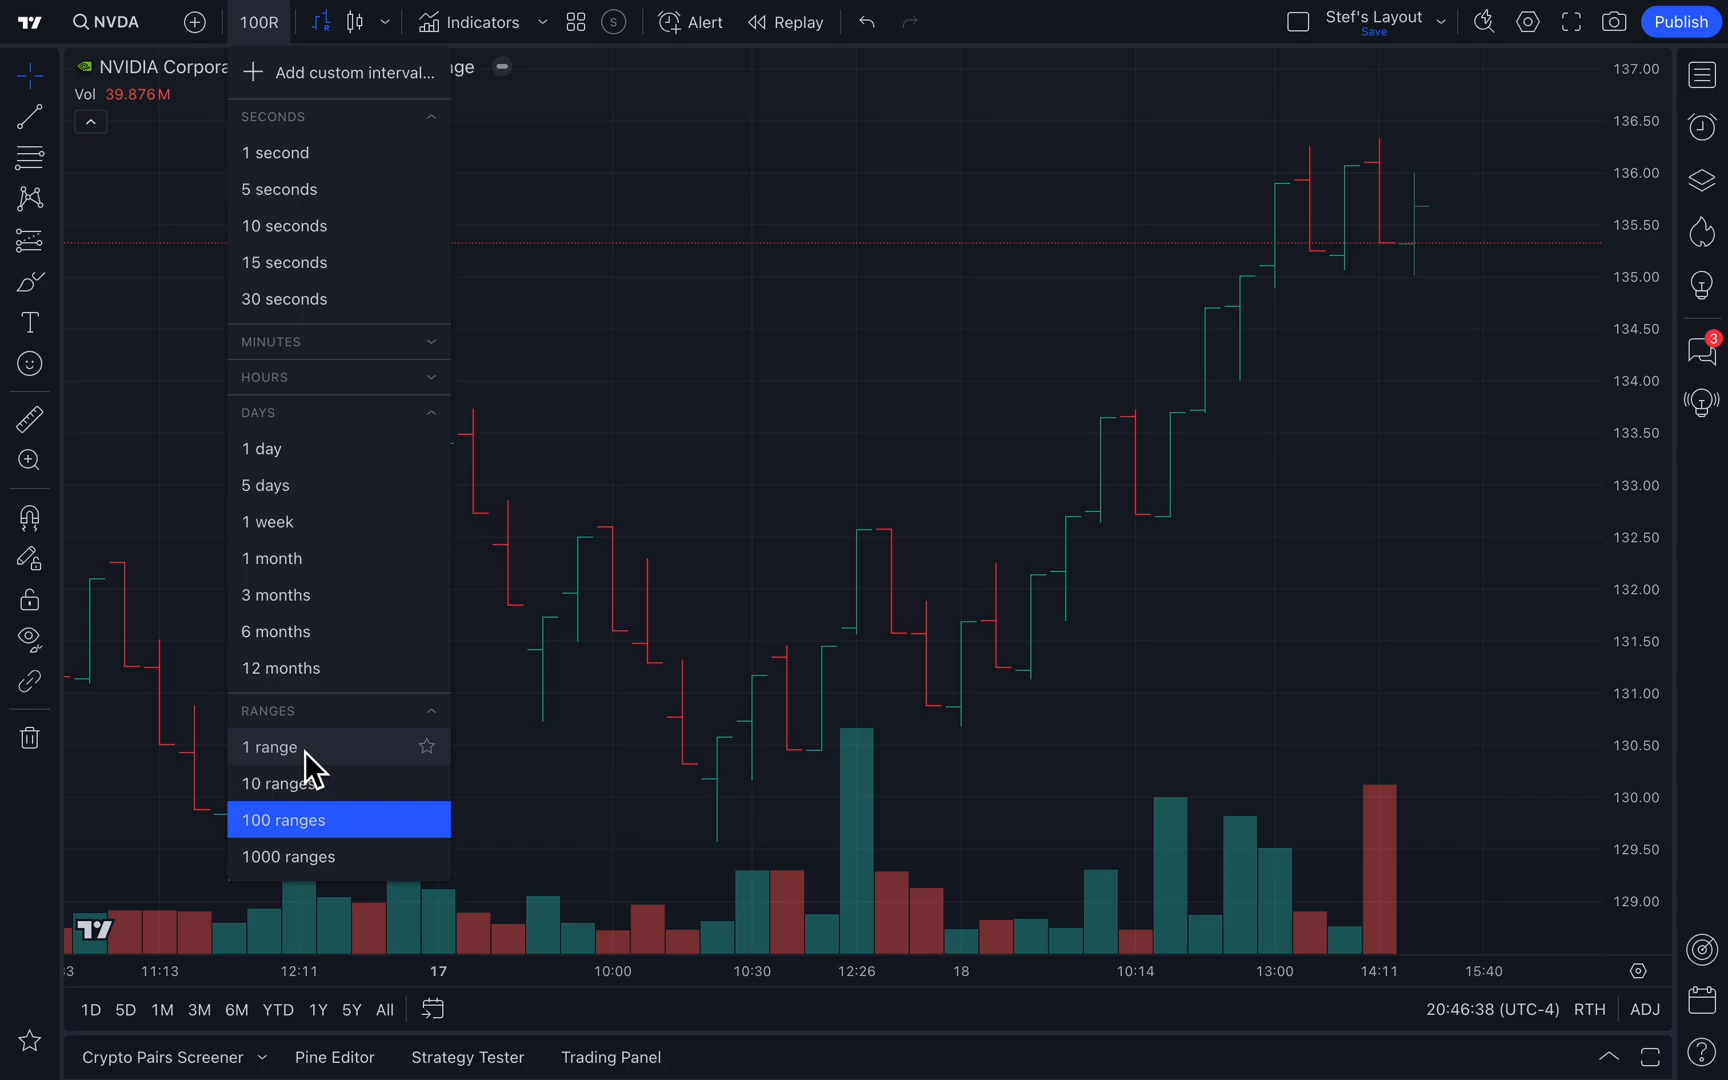 NVDA
100R
Indicators
S
Alert
Replay
Stef's Layout
Save
Publish
NVIDIA Corpora
ge
Vol 39.876M
Add custom interval...
SECONDS
1 second
5 seconds
10 seconds
15 seconds
30 seconds
MINUTES
HOURS
DAYS
1 day
5 days
1 week
1 month
3 months
6 months
12 months
RANGES
1 range
10 ranges
100 ranges
1000 ranges
137.00
136.50
136.00
135.50
135.00
134.50
134.00
133.50
133.00
132.50
132.00
131.50
131.00
130.50
130.00
129.50
129.00
3
33 11:13 12:11 17 10:00 10:30 12:26 18 10:14 13:00 14:11 15:40
1D 5D 1M 3M 6M YTD 1Y 5Y All
20:46:38 (UTC-4) RTH ADJ
Crypto Pairs Screener Pine Editor Strategy Tester Trading Panel